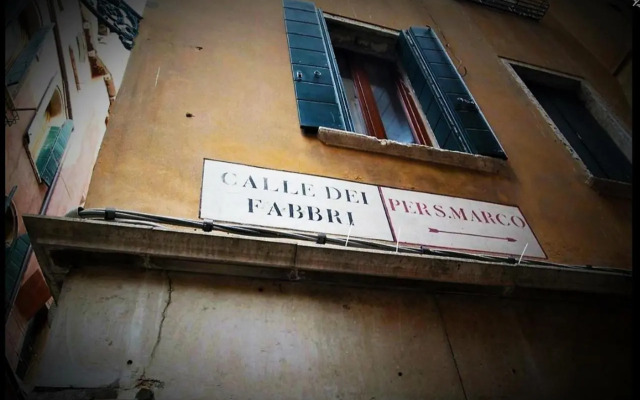 CALLE DEI
FABBRI
PER S.MARCO